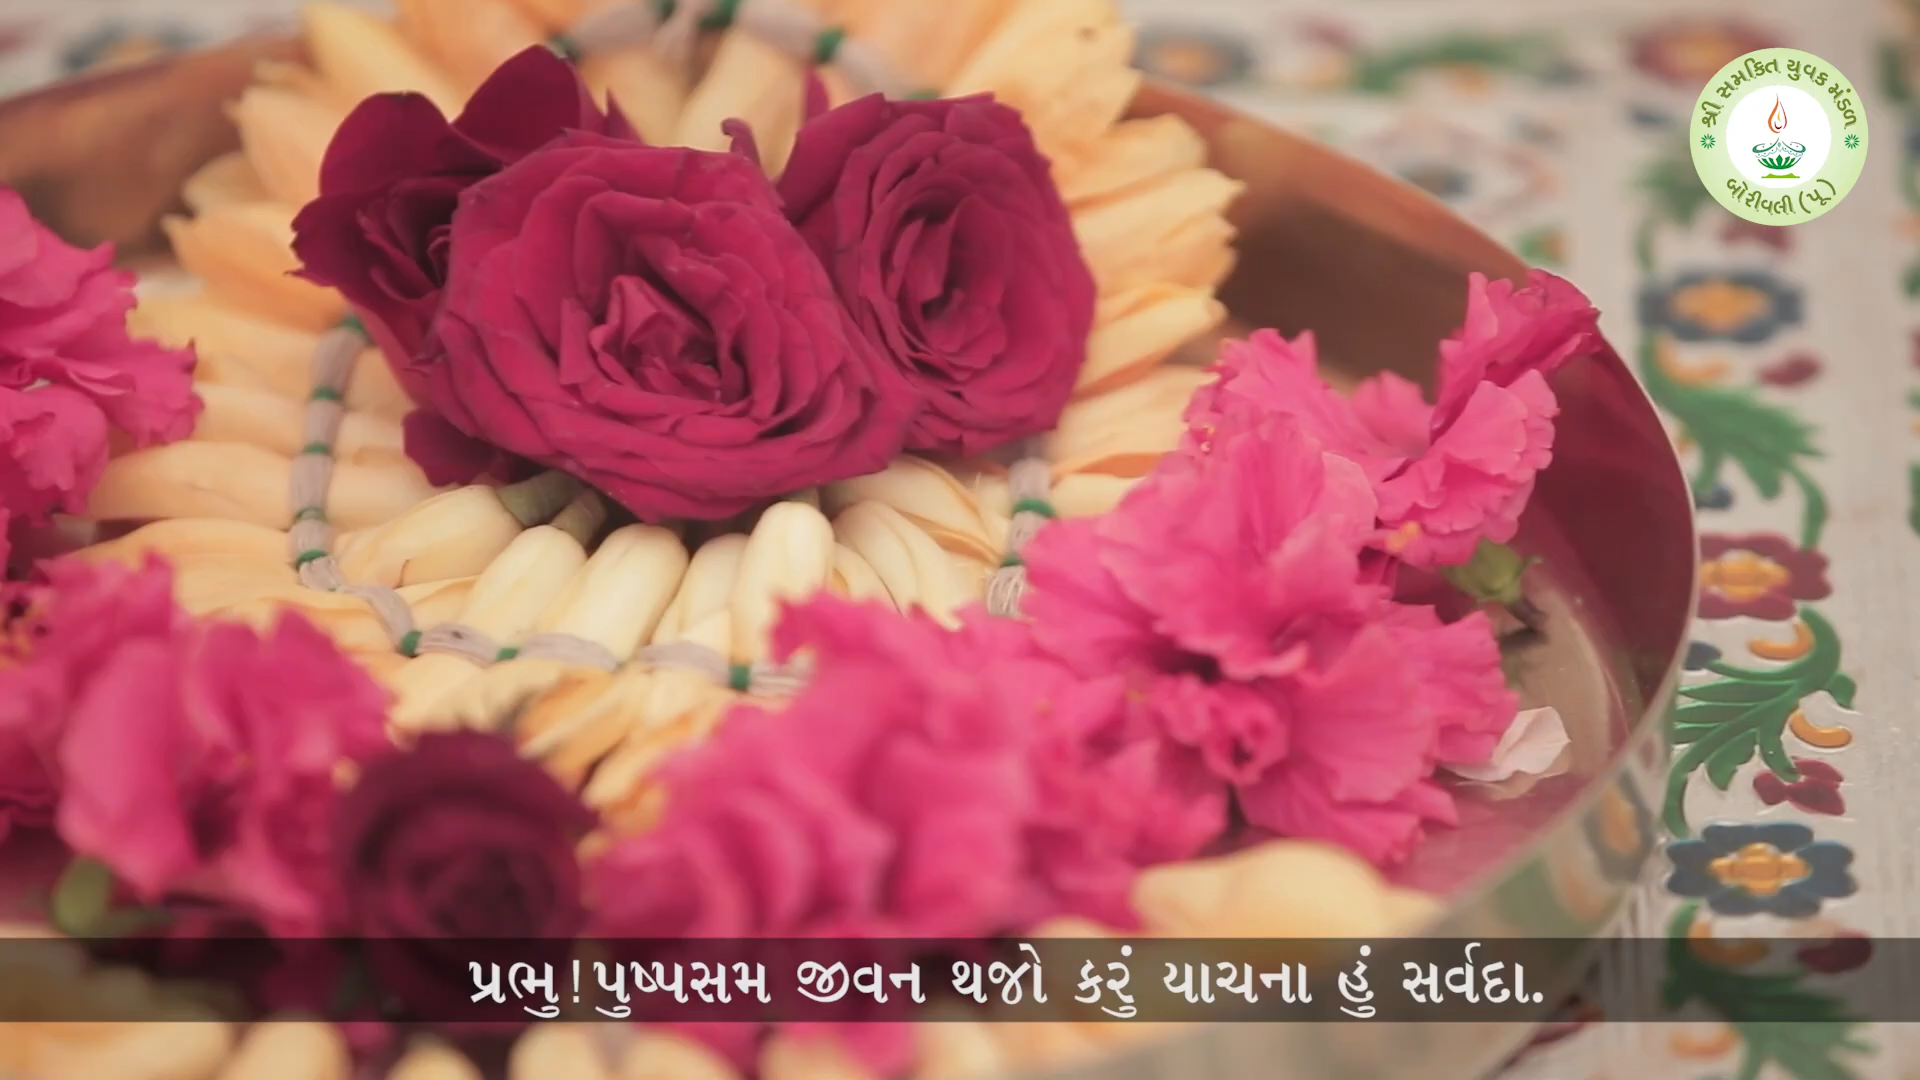 શ્રી સમકિત યુવક મંડળ
બોરીવલી (પૂ.)
પ્રભુ! પુષ્પસમ જીવન થજો કરું યાચના હું સર્વદા.